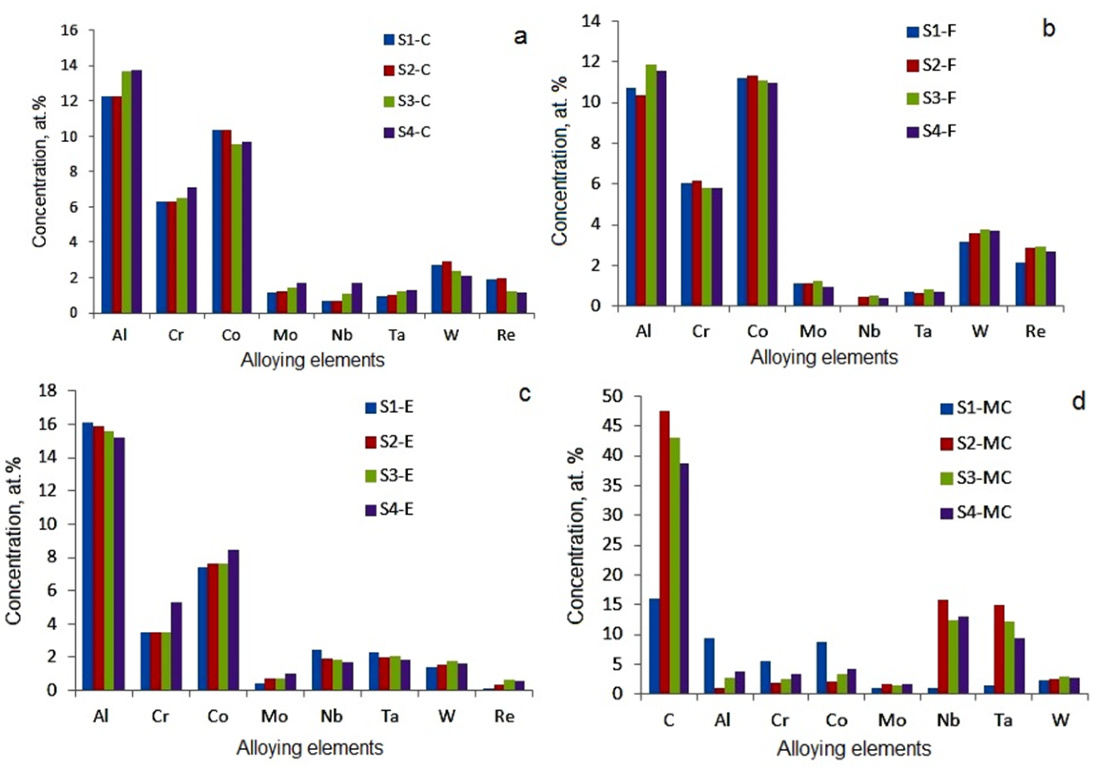 a
Concentration, at.%
16
14
12
10
8
6
4
2
0
S1-C
S2-C
S3-C
S4-C
Al Cr Co Mo Nb Ta W Re
Alloying elements
b
Concentration, at. %
14
12
10
8
6
4
2
0
S1-F
S2-F
S3-F
S4-F
Al Cr Co Mo Nb Ta W Re
Alloying elements
c
Concentration, at.%
18
16
14
12
10
8
6
4
2
0
S1-E
S2-E
S3-E
S4-E
Al Cr Co Mo Nb Ta W Re
Alloying elements
d
Concentration, at. %
50
45
40
35
30
25
20
15
10
5
0
S1-MC
S2-MC
S3-MC
S4-MC
C Al Cr Co Mo Nb Ta W
Alloying elements